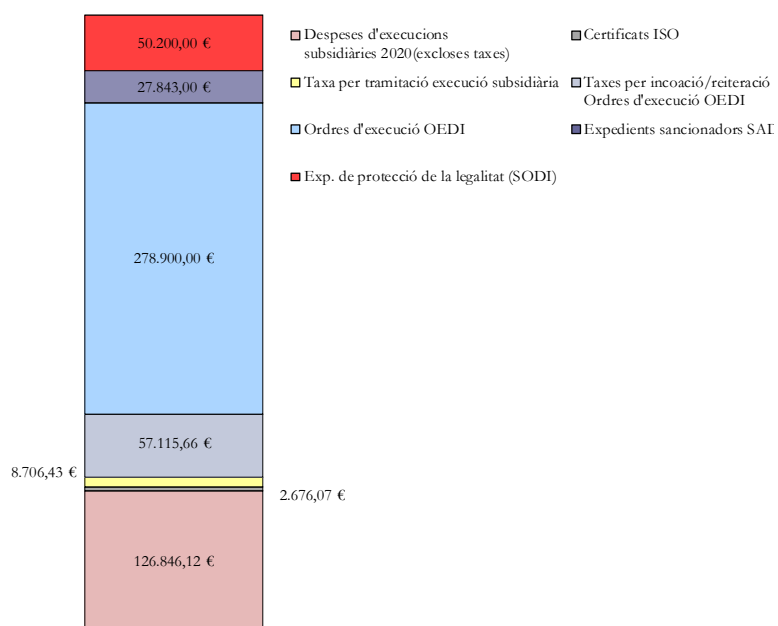 50.200,00 €
27.843,00 €
278.900,00 €
57.115,66 €
8.706,43 €
2.676,07 €
126.846,12 €
Despeses d'execucions
subsidiàries 2020(excloses taxes)
Certificats ISO
Taxa per tramitació execució subsidiària
Taxes per incoació/reiteració
Ordres d'execució OEDI
Ordres d'execució OEDI
Expedients sancionadors SAD
Exp. de protecció de la legalitat (SODI)